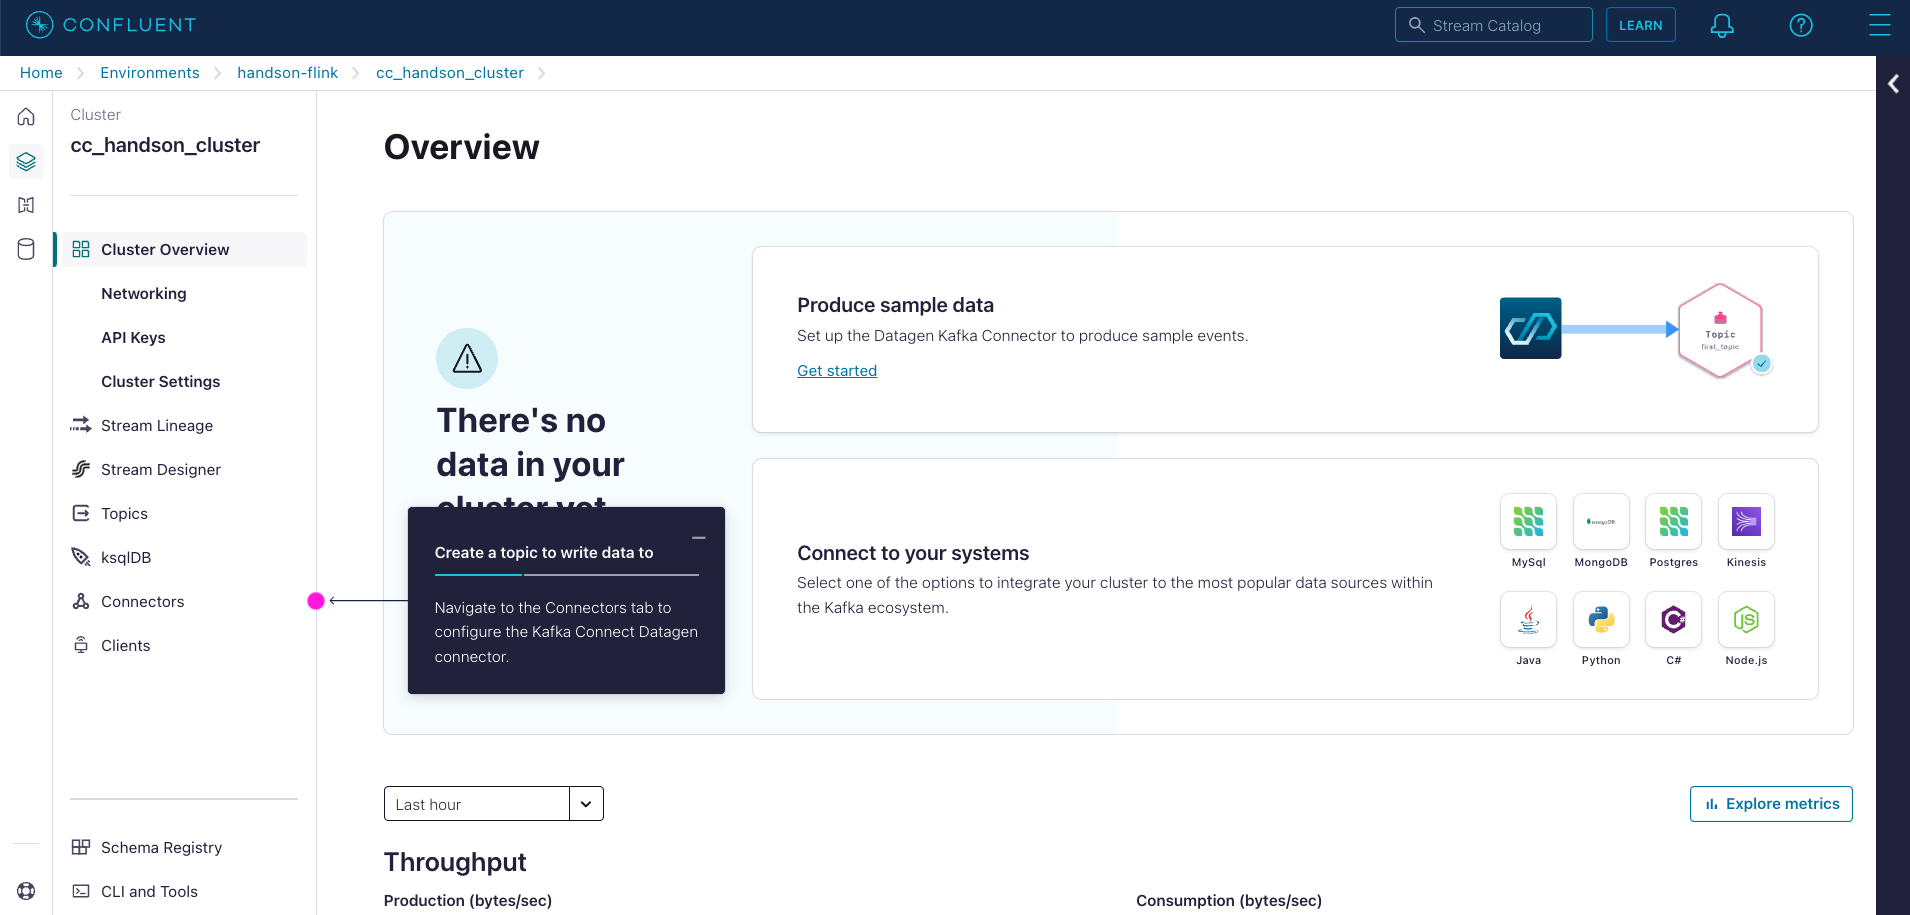 CONFLUENT
Stream Catalog
LEARN
Home
Environments
handson-flink
cc_handson_cluster
Cluster
cc_handson_cluster
Cluster Overview
Networking
API Keys
Cluster Settings
Stream Lineage
Stream Designer
Topics
ksqlDB
Connectors
Clients
Schema Registry
CLI and Tools
Overview
There's no
data in your
cluster yet
Create a topic to write data to
Navigate to the Connectors tab to
configure the Kafka Connect Datagen
connector.
Produce sample data
Set up the Datagen Kafka Connector to produce sample events.
Get started
Topic
first_topic
Connect to your systems
Select one of the options to integrate your cluster to the most popular data sources within
the Kafka ecosystem.
mongoDB
MySql
MongoDB
Postgres
Kinesis
C#
JS
Java
Python
C#
Node.js
Last hour
Explore metrics
Throughput
Production (bytes/sec)
Consumption (bytes/sec)